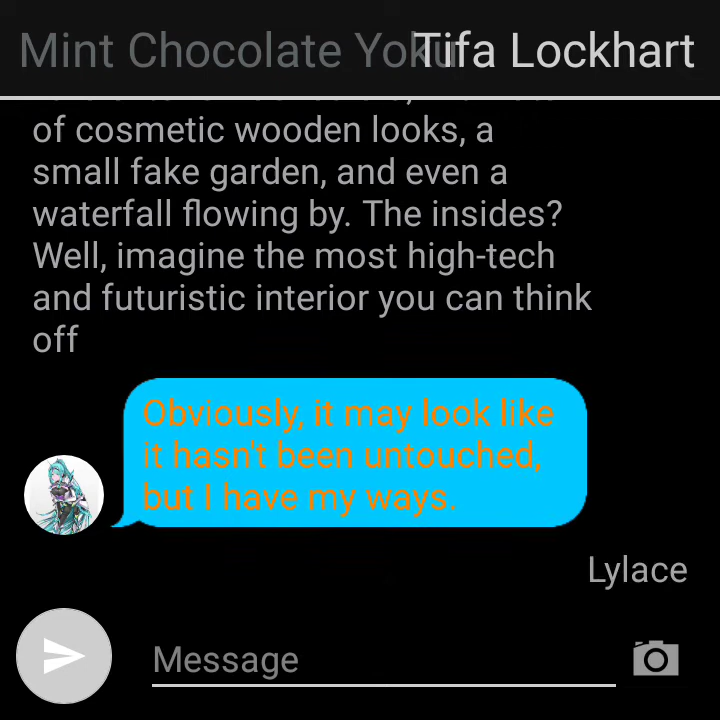 Mint Chocolate Yoku
Tifa Lockhart
of cosmetic wooden looks, a
small fake garden, and even a
waterfall flowing by. The insides?
Well, imagine the most high-tech
and futuristic interior you can think
off
Obviously, it may look like
it hasn't been untouched,
but I have my ways.
Lylace
Message